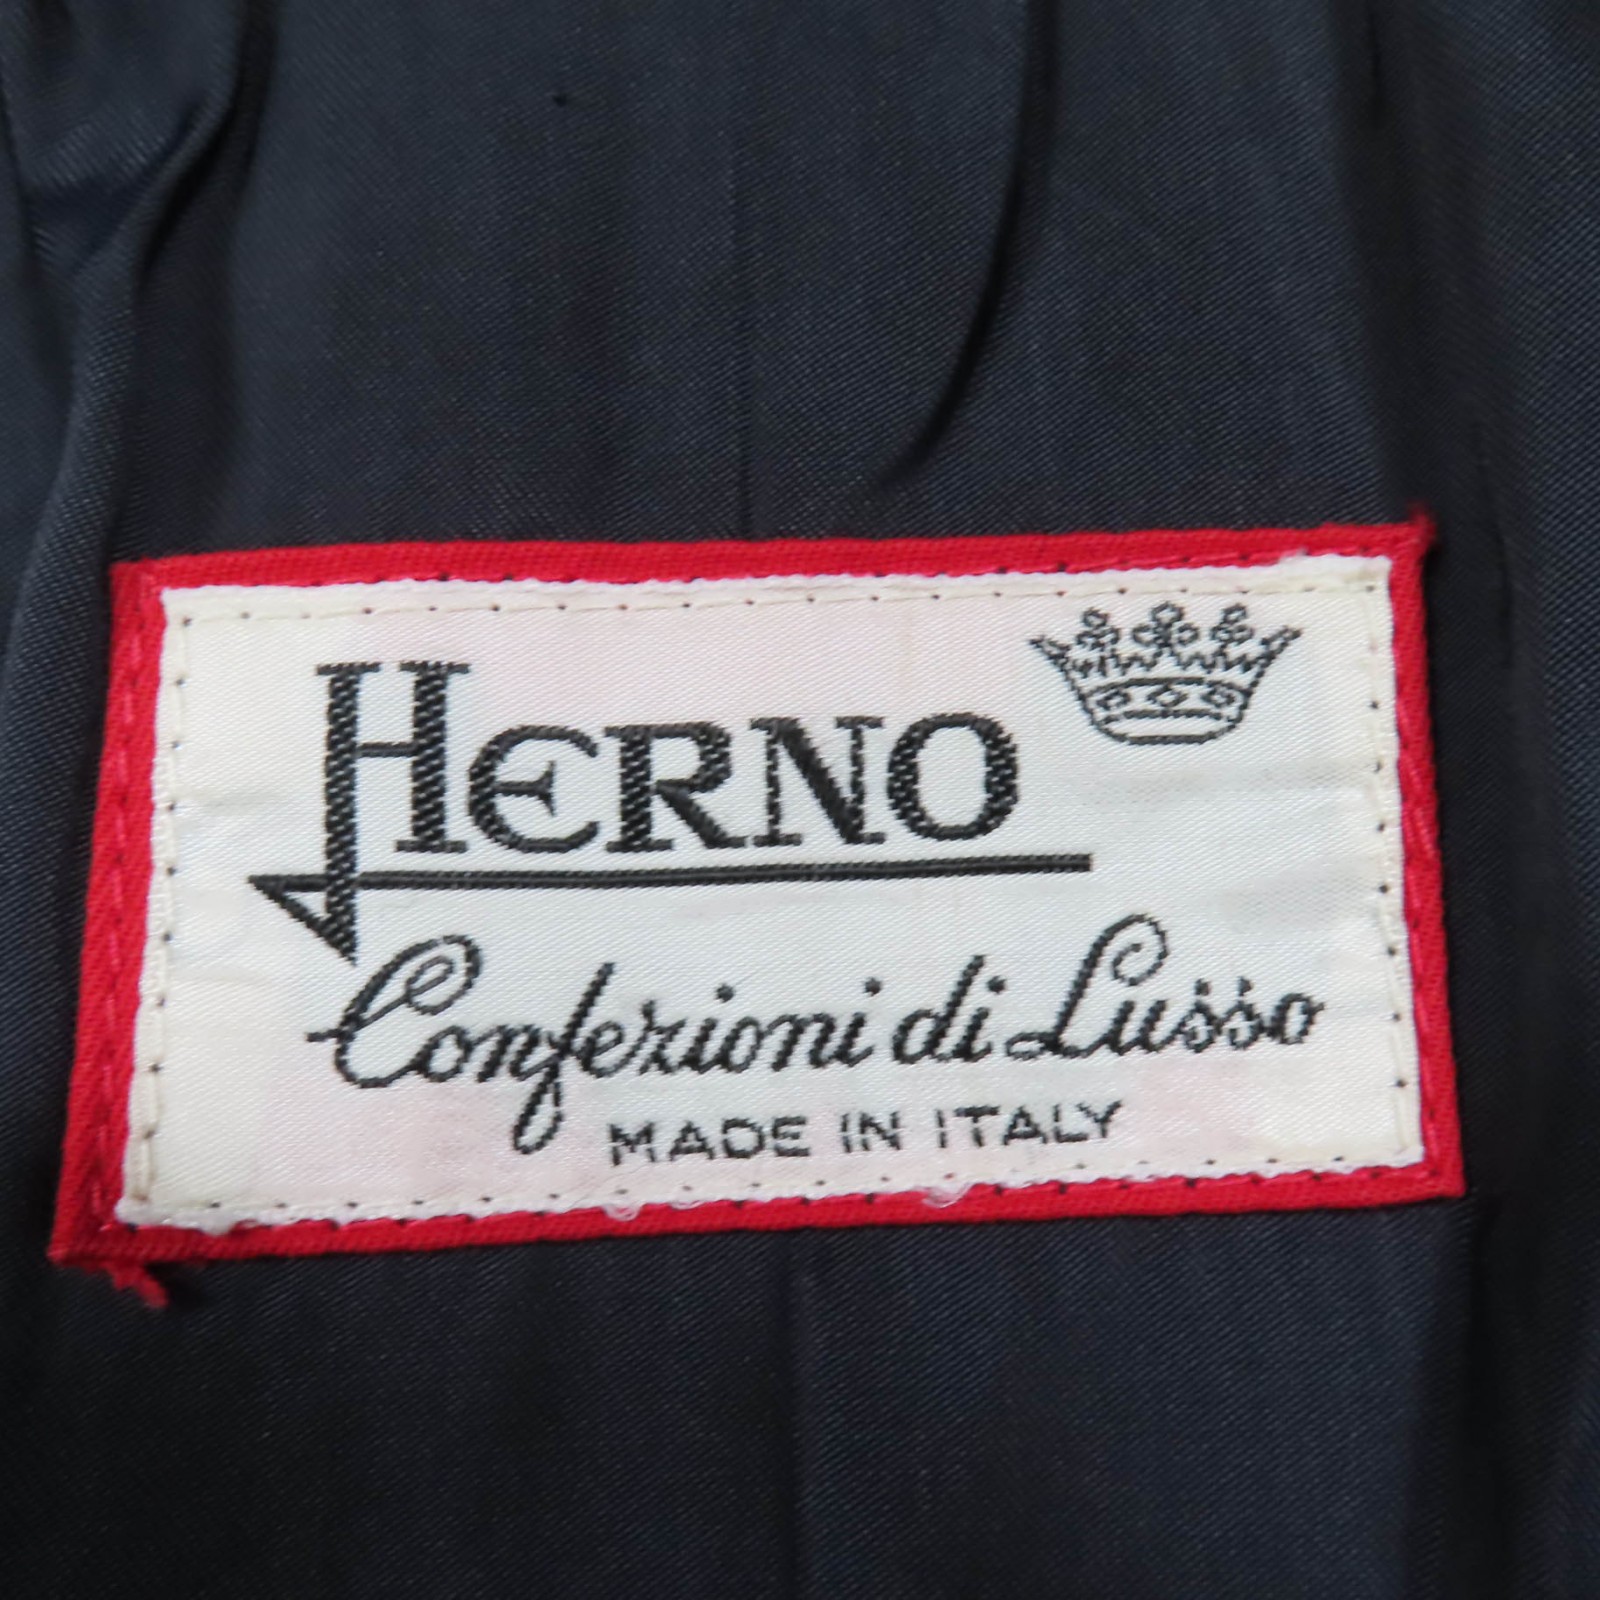 HERNO
Confezioni di Lusso
MADE IN ITALY